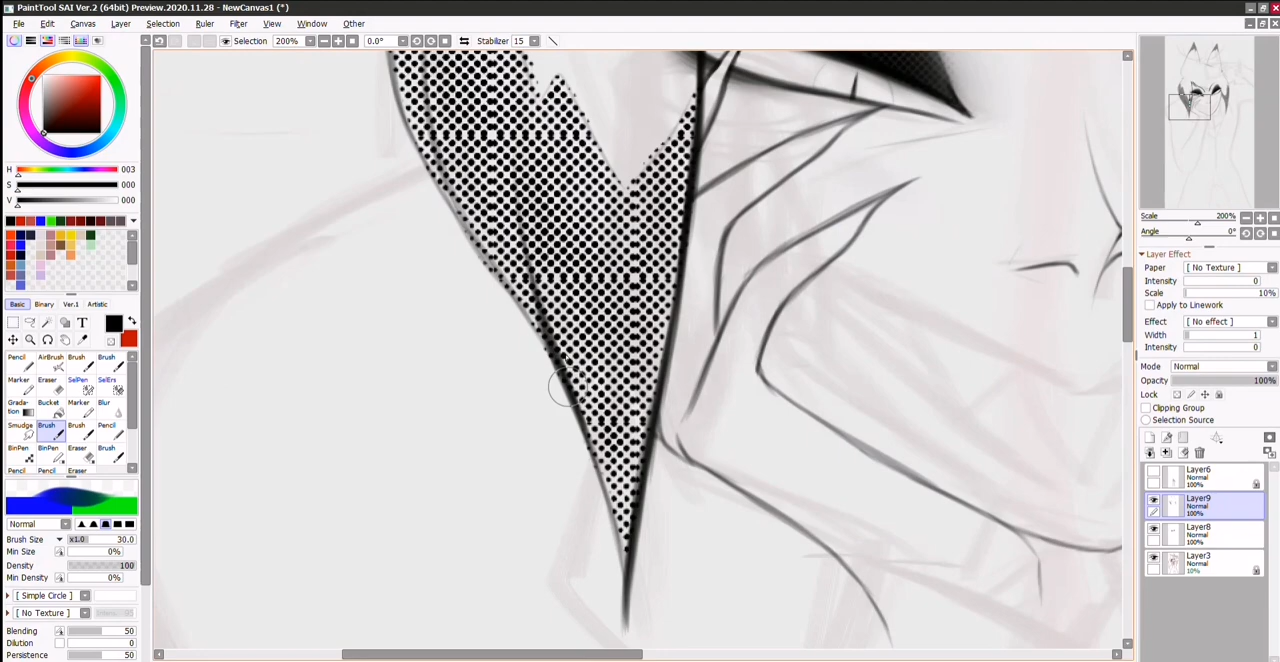 PaintTool SAI Ver.2 (64bit) Preview.2020.11.28 - NewCanvas1 (*)
File Edit Canvas Layer Selection Ruler Filter View Window Other
Selection 200% 0.0° Stabilizer 15
H 003
S 000
V 000
Basic Binary Ver.1 Artistic
T
Pencil AirBrush Brush Brush
Marker Eraser SelPen SelErs
Grada-tion Bucket Marker Blur
Smudge Brush Brush Pencil
BinPen BinPen Eraser Brush
Pencil Pencil Eraser
Normal
Brush Size x1.0 30.0
Min Size 0%
Density 100
Min Density 0%
[ Simple Circle ]
[ No Texture ]
Blending 50
Dilution 0
Persistence 50
Scale 200%
Angle 0°
Layer Effect
Paper [ No Texture ]
Intensity 0
Scale 10%
Apply to Linework
Effect [ No effect ]
Width 1
Intensity 0
Mode Normal
Opacity 100%
Lock
Clipping Group
Selection Source
Layer6
Normal
100%
Layer9
Normal
100%
Layer8
Normal
100%
Layer3
Normal
10%